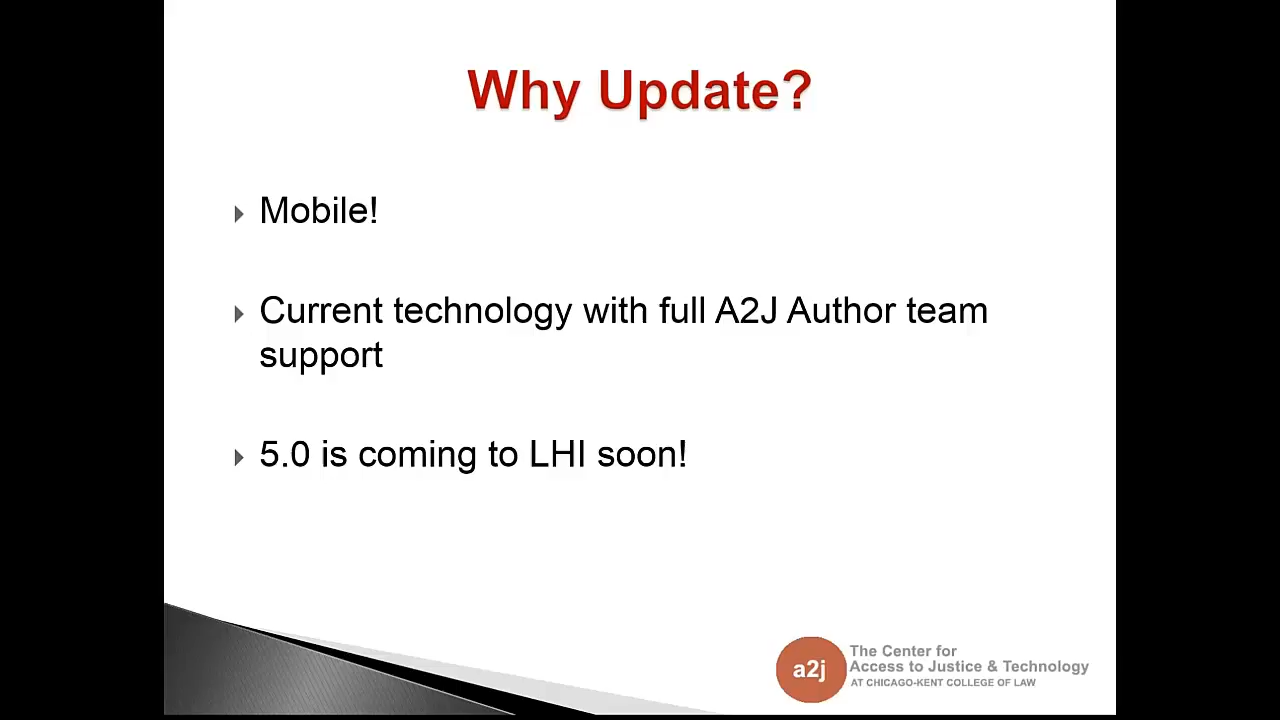 Why Update?
Mobile!
Current technology with full A2J Author team
support
5.0 is coming to LHI soon!
a2j
The Center for
Access to Justice & Technology
AT CHICAGO-KENT COLLEGE OF LAW